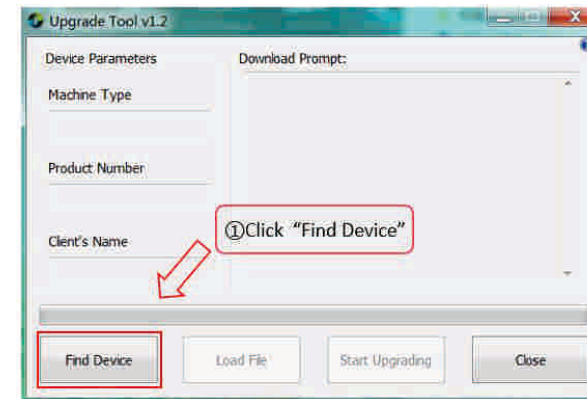 Upgrade Tool v1.2
Device Parameters
Download Prompt:
Machine Type
Product Number
Client's Name
①Click "Find Device"
Find Device
Load File
Start Upgrading
Close